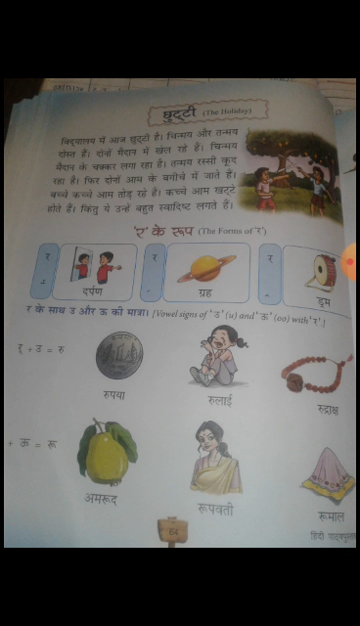 छुट्टी (The Holiday)
विद्यालय में आज छुट्टी है। चिन्मय और तन्मय
दोस्त हैं। दोनों मैदान में खेल रहे हैं। चिन्मय
मैदान के चक्कर लगा रहा है। तन्मय रस्सी कूद
रहा है। फिर दोनों आम के बगीचे में जाते हैं।
बच्चे कच्चे आम तोड़ रहे हैं। कच्चे आम खट्टे
होते हैं। किंतु ये उन्हें बहुत स्वादिष्ट लगते हैं।
'र' के रूप (The Forms of 'र')
र र र
दर्पण ग्रह ड्रम
र के साथ उ और ऊ की मात्रा। [Vowel signs of 'उ' (u) and 'ऊ' (oo) with 'र']
र् + उ = रु
रुपया रुलाई रुद्राक्ष
+ ऊ = रू
अमरूद रूपवती रूमाल
64
हिंदी